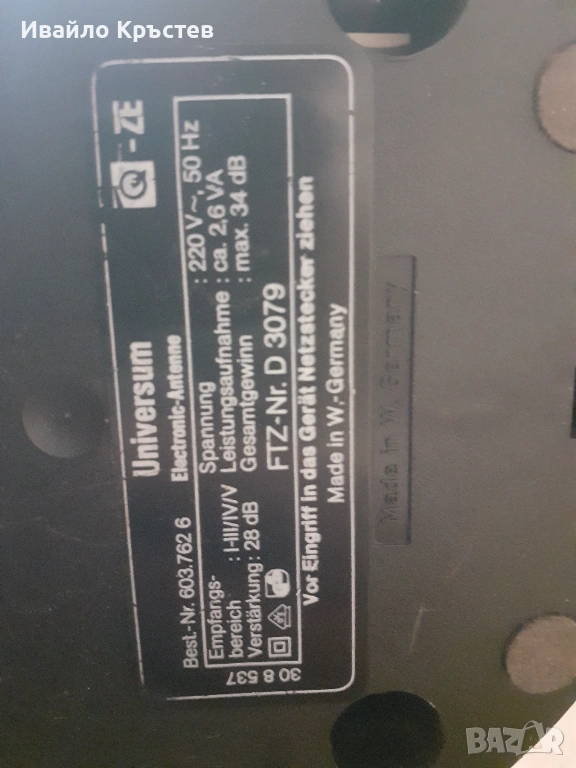 Ивайло Кръстев
Universum Q-ZE
Best.-Nr. 603.762 6 Electronic-Antenne
Empfangs-
bereich : I-III/IV/V
Verstärkung : 28 dB
Spannung : 220 V~, 50 Hz
Leistungsaufnahme : ca. 2,6 VA
Gesamtgewinn : max. 34 dB
FTZ-Nr. D 3079
Vor Eingriff in das Gerät Netzstecker ziehen
30 8 537 Made in W.-Germany
Made in W. Germany
BAZAR